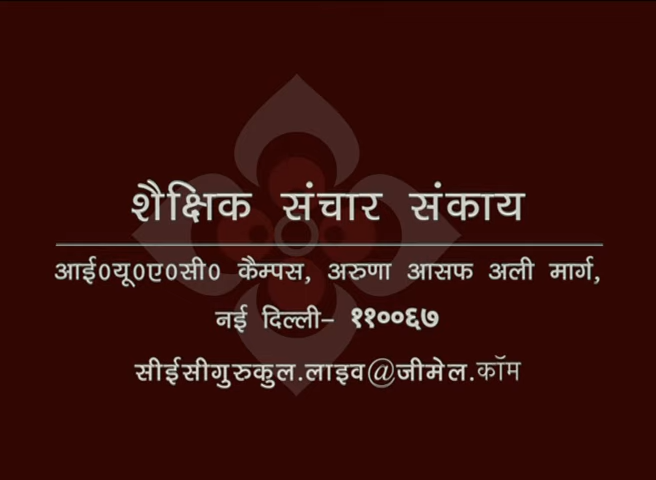 शैक्षिक संचार संकाय
आई०यू०ए०सी० कैम्पस, अरुणा आसफ अली मार्ग,
नई दिल्ली– ११००६७
सीईसीगुरुकुल.लाइव@जीमेल.कॉम